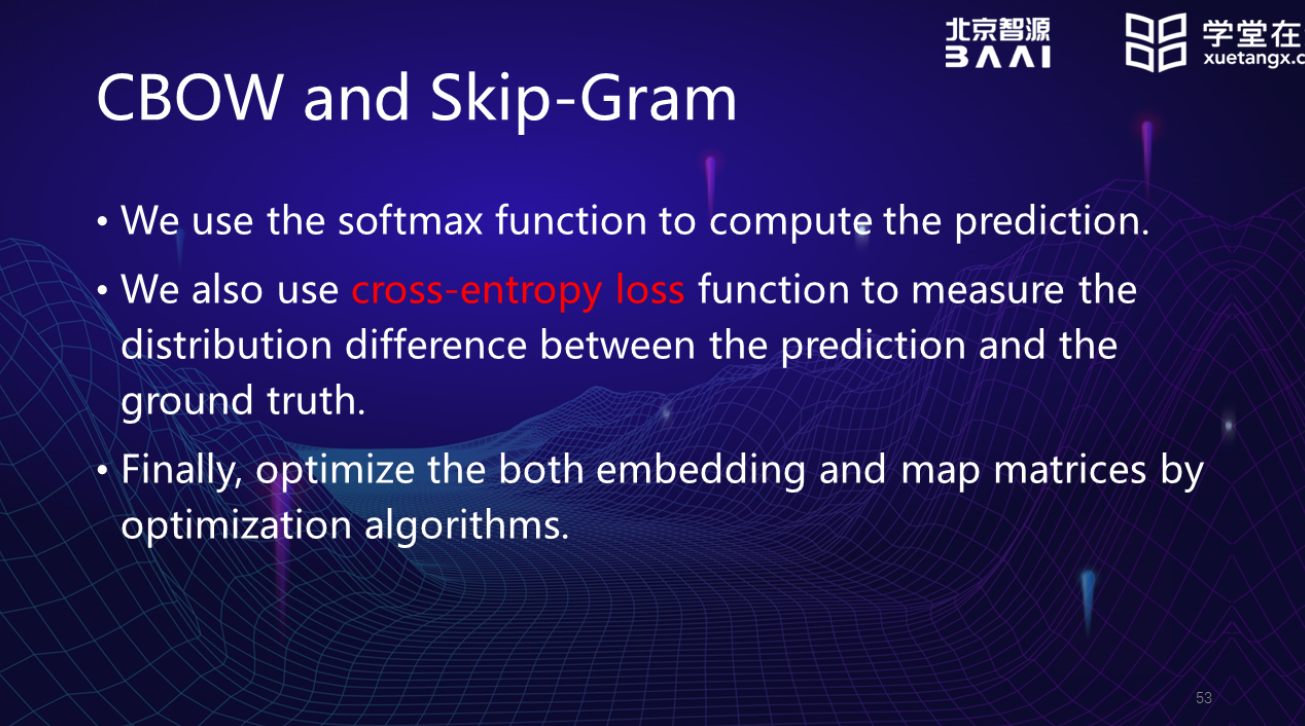 北京智源
BAAI
学堂在
xuetangx.c
CBOW and Skip-Gram
• We use the softmax function to compute the prediction.
• We also use cross-entropy loss function to measure the
distribution difference between the prediction and the
ground truth.
• Finally, optimize the both embedding and map matrices by
optimization algorithms.
53